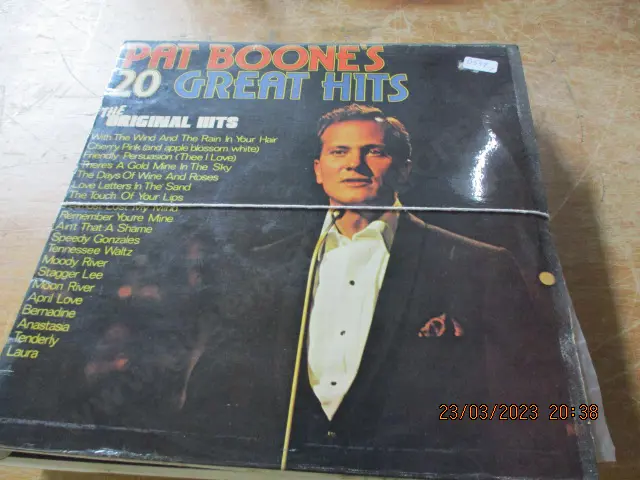 PAT BOONE'S
20 GREAT HITS
THE
ORIGINAL HITS
With The Wind And The Rain In Your Hair
Cherry Pink (and apple blossom white)
Friendly Persuasion (Thee I Love)
There's A Gold Mine In The Sky
The Days Of Wine And Roses
Love Letters In The Sand
The Touch Of Your Lips
Lost My Mind
Remember You're Mine
Ain't That A Shame
Speedy Gonzales
Tennessee Waltz
Moody River
Stagger Lee
Moon River
April Love
Bernadine
Anastasia
Tenderly
Laura
23/03/2023 20:38